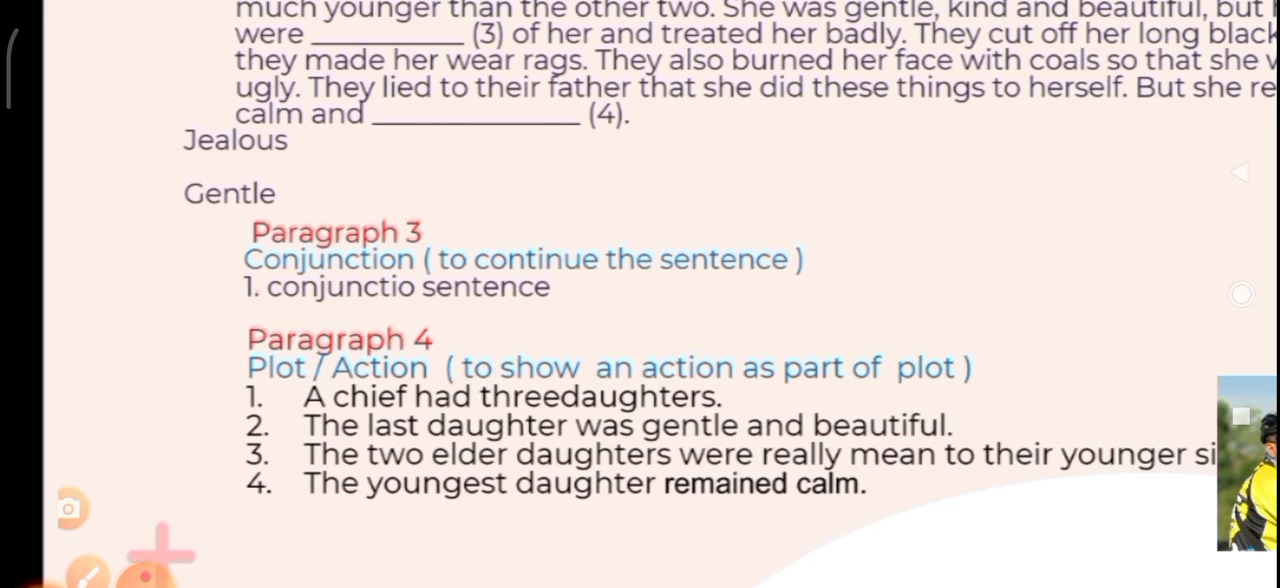 much younger than the other two. She was gentle, kind and beautiful, but
were __________ (3) of her and treated her badly. They cut off her long black
they made her wear rags. They also burned her face with coals so that she
ugly. They lied to their father that she did these things to herself. But she re
calm and ______________ (4).
Jealous
Gentle
Paragraph 3
Conjunction ( to continue the sentence )
1. conjunctio sentence
Paragraph 4
Plot / Action ( to show an action as part of plot )
1. A chief had threedaughters.
2. The last daughter was gentle and beautiful.
3. The two elder daughters were really mean to their younger si
4. The youngest daughter remained calm.